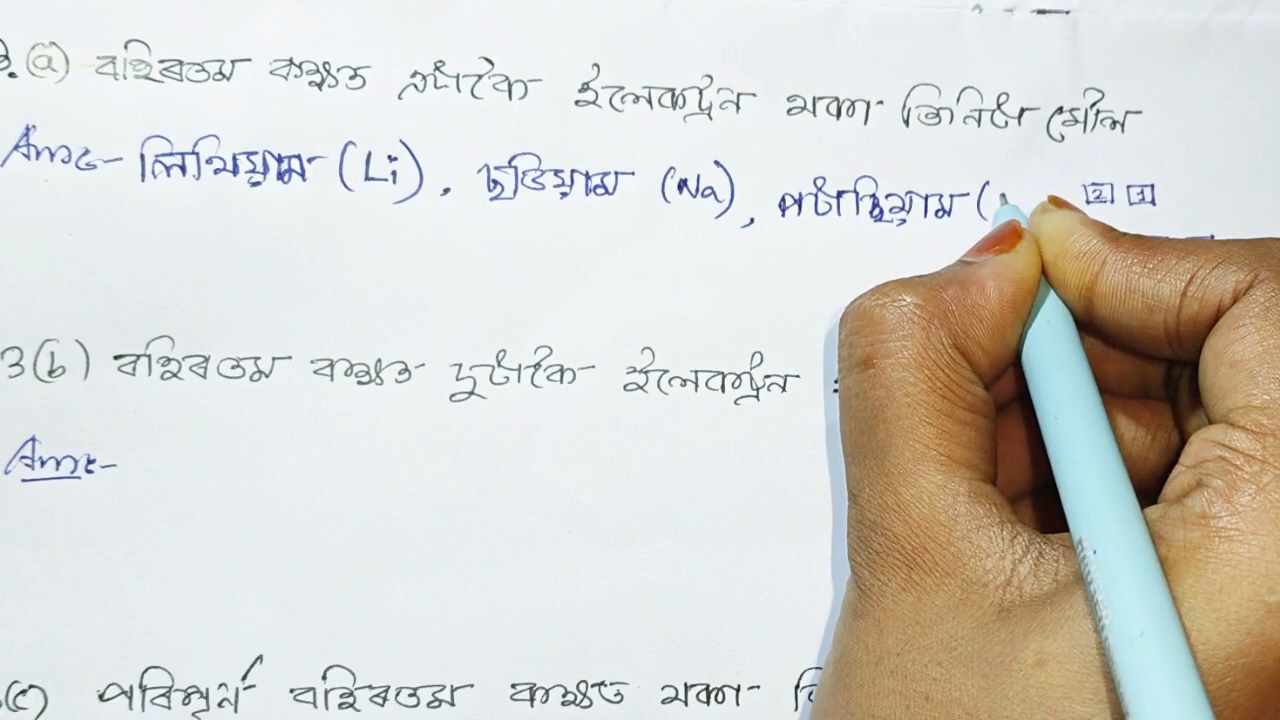 3.(a) বহিৰতম কক্ষত এটাকৈ ইলেকট্ৰন থকা তিনিটা মৌল
Ans:- লিথিয়াম (Li), ছডিয়াম (Na), পটাছিয়াম (
3(b) বহিৰতম কক্ষত দুটাকৈ ইলেকট্ৰন
Ans:-
(c) পৰিপূৰ্ণ বহিৰতম কক্ষত থকা